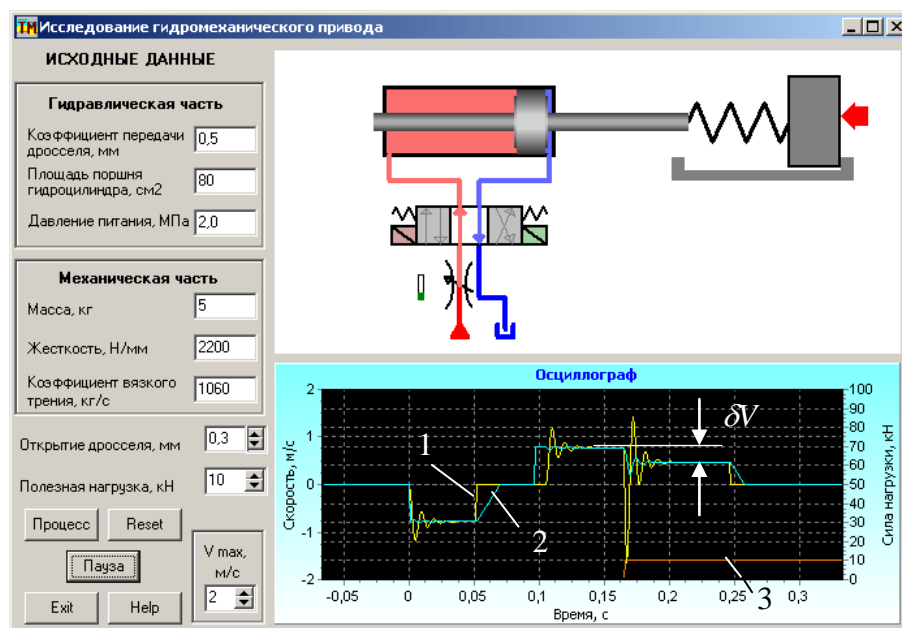 Исследование гидромеханического привода
ИСХОДНЫЕ ДАННЫЕ
Гидравлическая часть
Коэффициент передачи
дросселя, мм
0,5
Площадь поршня
гидроцилиндра, см2
80
Давление питания, МПа
2,0
Механическая часть
Масса, кг
5
Жесткость, Н/мм
2200
Коэффициент вязкого
трения, кг/с
1060
Открытие дросселя, мм
0,3
Полезная нагрузка, кН
10
Процесс
Reset
Пауза
Exit
Help
V max,
м/с
2
Осциллограф
Скорость, м/с
2
1
0
-1
-2
-0,05 0 0,05 0,1 0,15 0,2 0,25 0,3
Время, с
100
90
80
70
60
50
40
30
20
10
0
Сила нагрузки, кН
1
2
3
δV